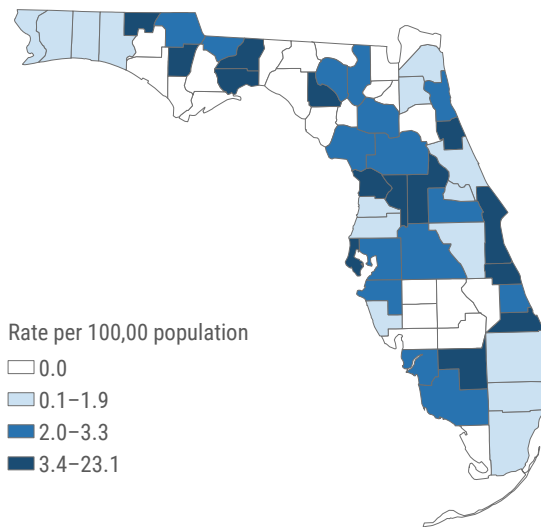 Rate per 100,00 population
0.0
0.1–1.9
2.0–3.3
3.4–23.1